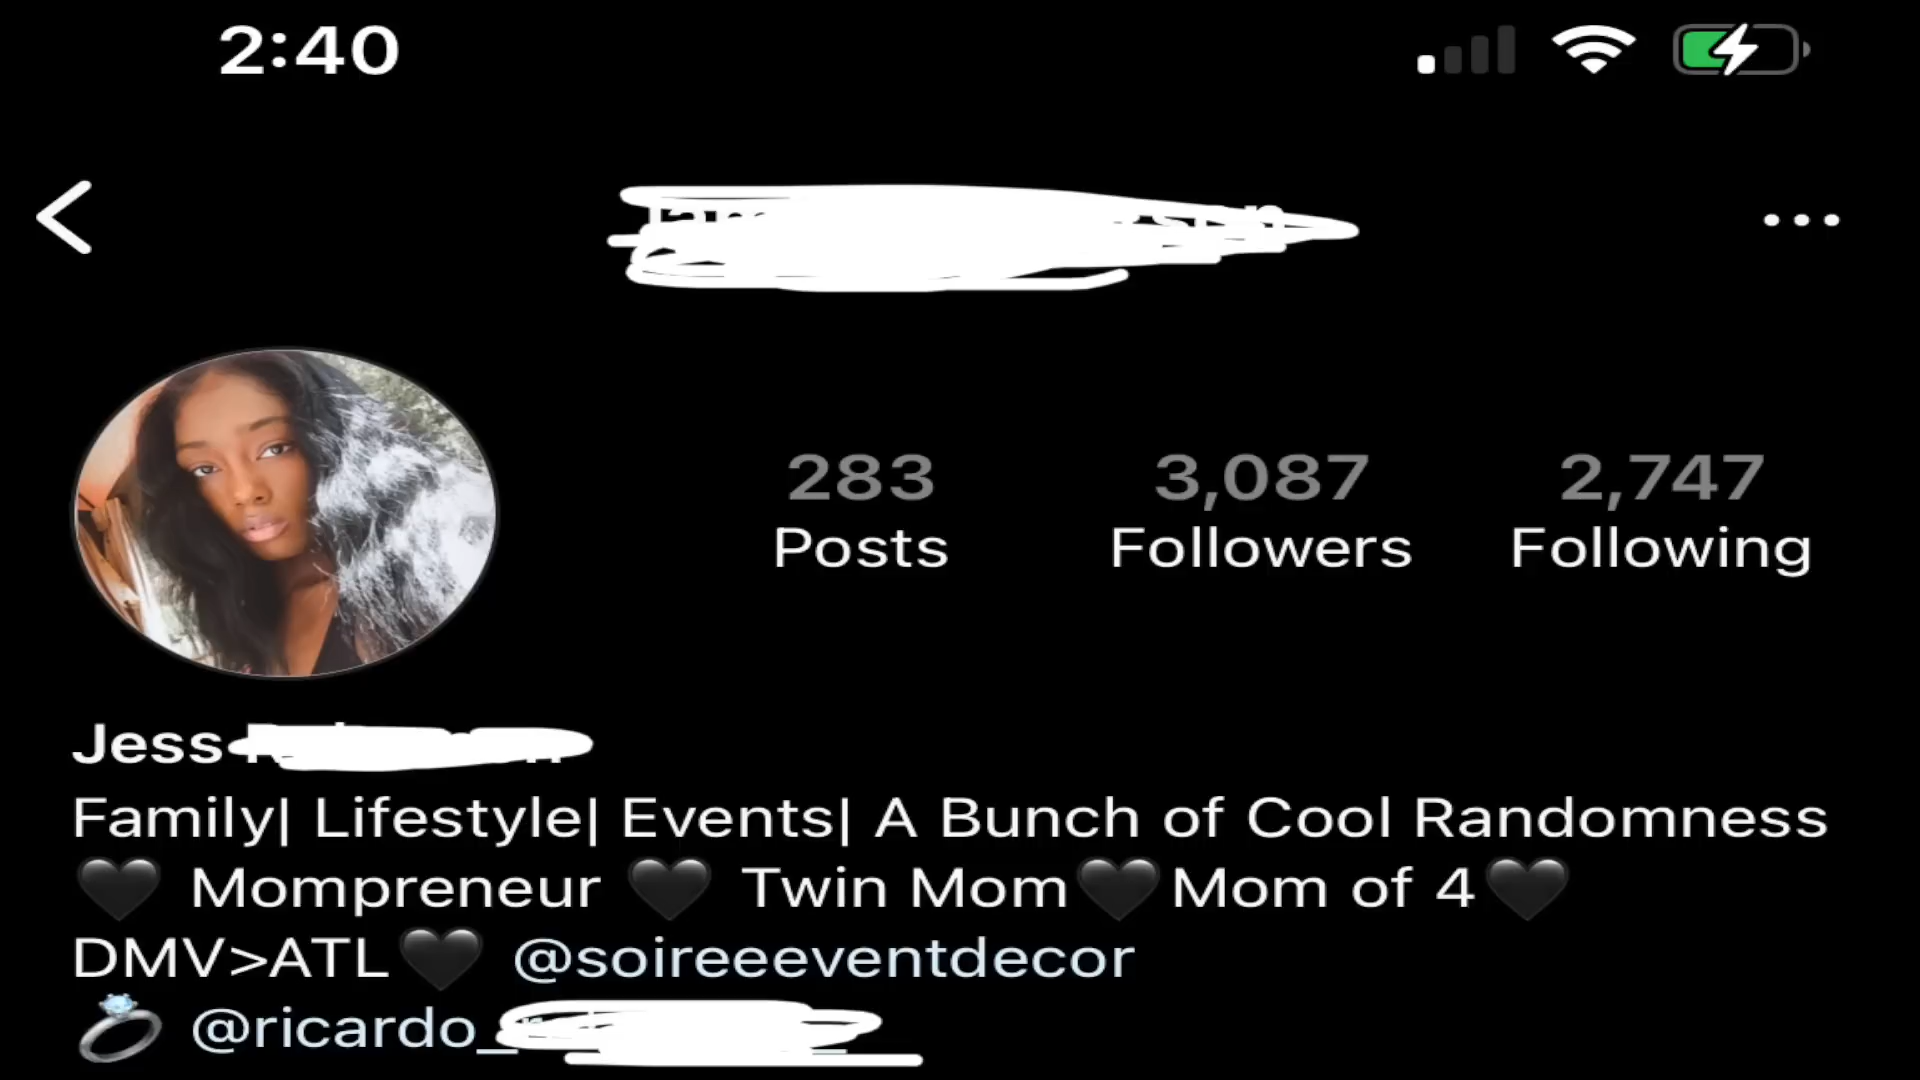 2:40
283 3,087 2,747
Posts Followers Following
Jess
Family| Lifestyle| Events| A Bunch of Cool Randomness
🖤 Mompreneur 🖤 Twin Mom🖤Mom of 4🖤
DMV>ATL🖤 @soireeeventdecor
💍 @ricardo_